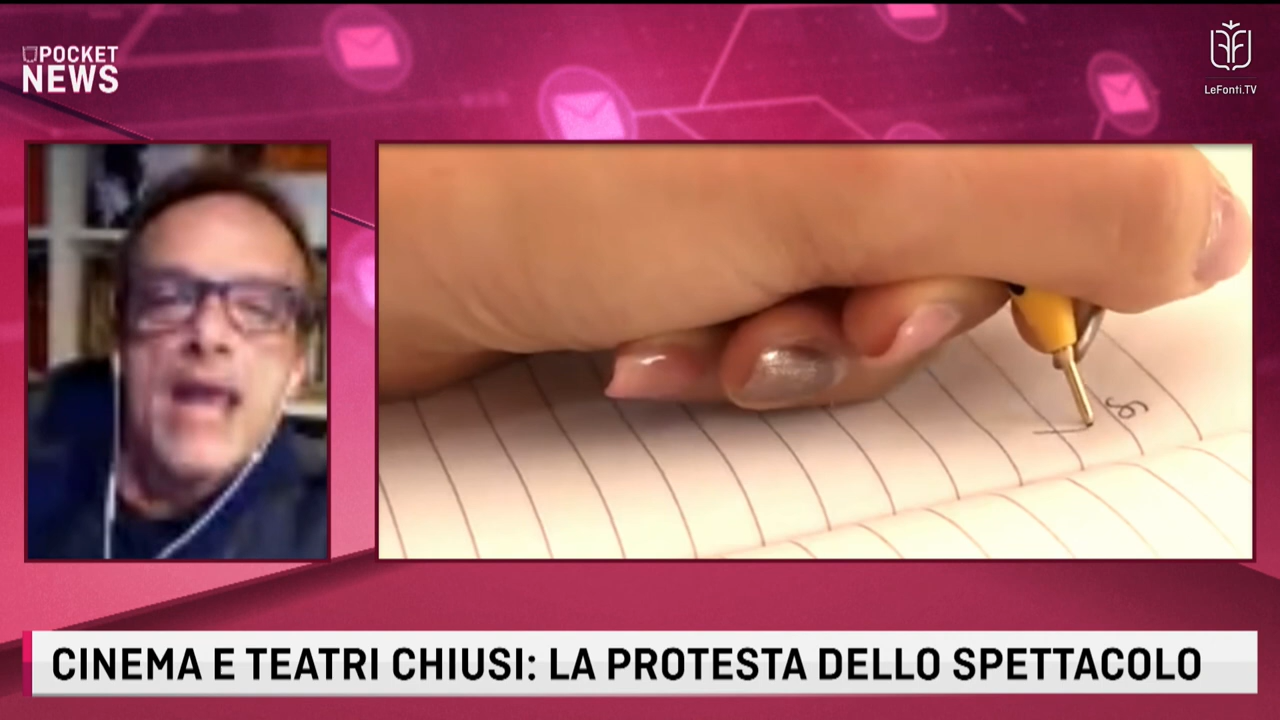 POCKET
NEWS
LeFonti.TV
CINEMA E TEATRI CHIUSI: LA PROTESTA DELLO SPETTACOLO